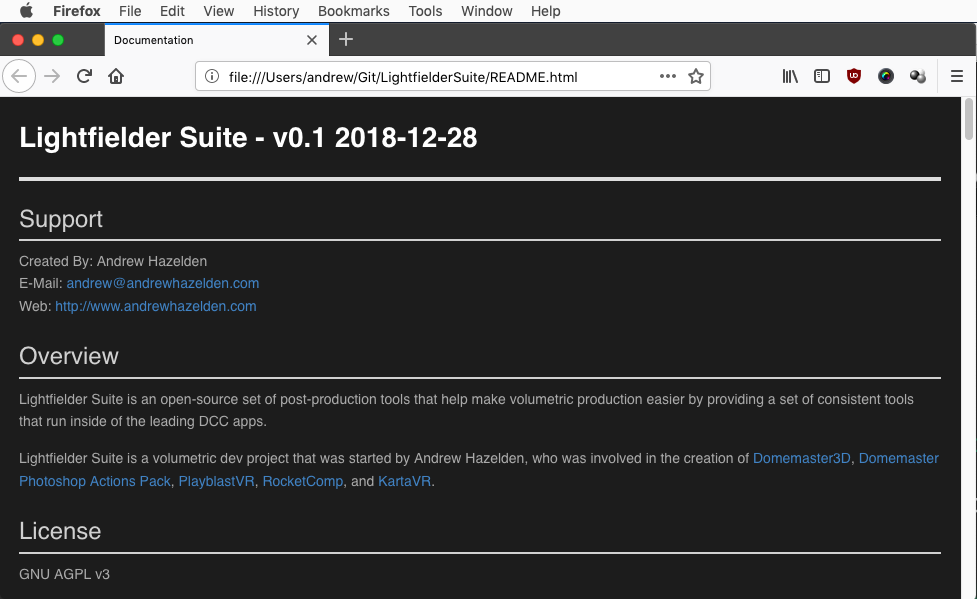 Firefox File Edit View History Bookmarks Tools Window Help
Documentation
file:///Users/andrew/Git/LightfielderSuite/README.html
Lightfielder Suite - v0.1 2018-12-28
Support
Created By: Andrew Hazelden
E-Mail: andrew@andrewhazelden.com
Web: http://www.andrewhazelden.com
Overview
Lightfielder Suite is an open-source set of post-production tools that help make volumetric production easier by providing a set of consistent tools
that run inside of the leading DCC apps.
Lightfielder Suite is a volumetric dev project that was started by Andrew Hazelden, who was involved in the creation of Domemaster3D, Domemaster
Photoshop Actions Pack, PlayblastVR, RocketComp, and KartaVR.
License
GNU AGPL v3